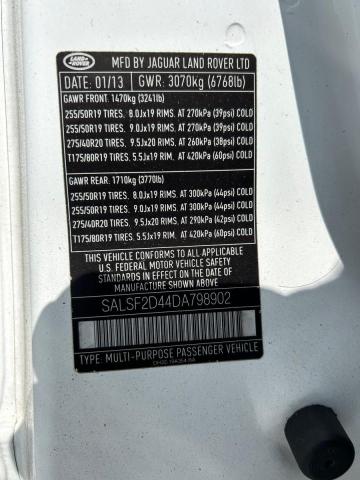 LAND ROVER
MFD BY JAGUAR LAND ROVER LTD
DATE: 01/13 GWR: 3070kg (6768lb)
GAWR FRONT: 1470kg (3241lb)
255/50R19 TIRES. 8.0Jx19 RIMS. AT 270kPa (39psi) COLD
255/50R19 TIRES. 9.0Jx19 RIMS. AT 270kPa (39psi) COLD
275/40R20 TIRES. 9.5Jx20 RIMS. AT 260kPa (38psi) COLD
T175/80R19 TIRES. 5.5Jx19 RIM. AT 420kPa (60psi) COLD
GAWR REAR: 1710kg (3770lb)
255/50R19 TIRES. 8.0Jx19 RIMS. AT 300kPa (44psi) COLD
255/50R19 TIRES. 9.0Jx19 RIMS. AT 300kPa (44psi) COLD
275/40R20 TIRES. 9.5Jx20 RIMS. AT 290kPa (42psi) COLD
T175/80R19 TIRES. 5.5Jx19 RIM. AT 420kPa (60psi) COLD
THIS VEHICLE CONFORMS TO ALL APPLICABLE
U.S. FEDERAL MOTOR VEHICLE SAFETY
AND THEFT PREVENTION STANDARDS
IN EFFECT ON THE DATE OF
MANUFACTURE SHOWN ABOVE.
SALSF2D44DA798902
TYPE: MULTI-PURPOSE PASSENGER VEHICLE